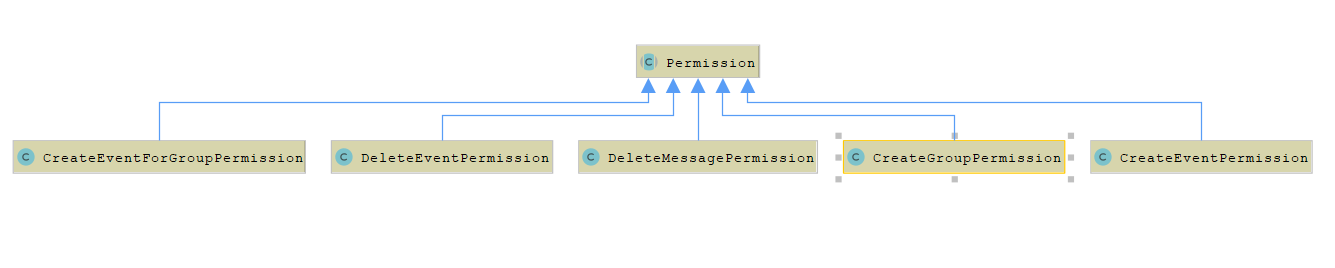 C Permission
C CreateEventForGroupPermission
C DeleteEventPermission
C DeleteMessagePermission
C CreateGroupPermission
C CreateEventPermission